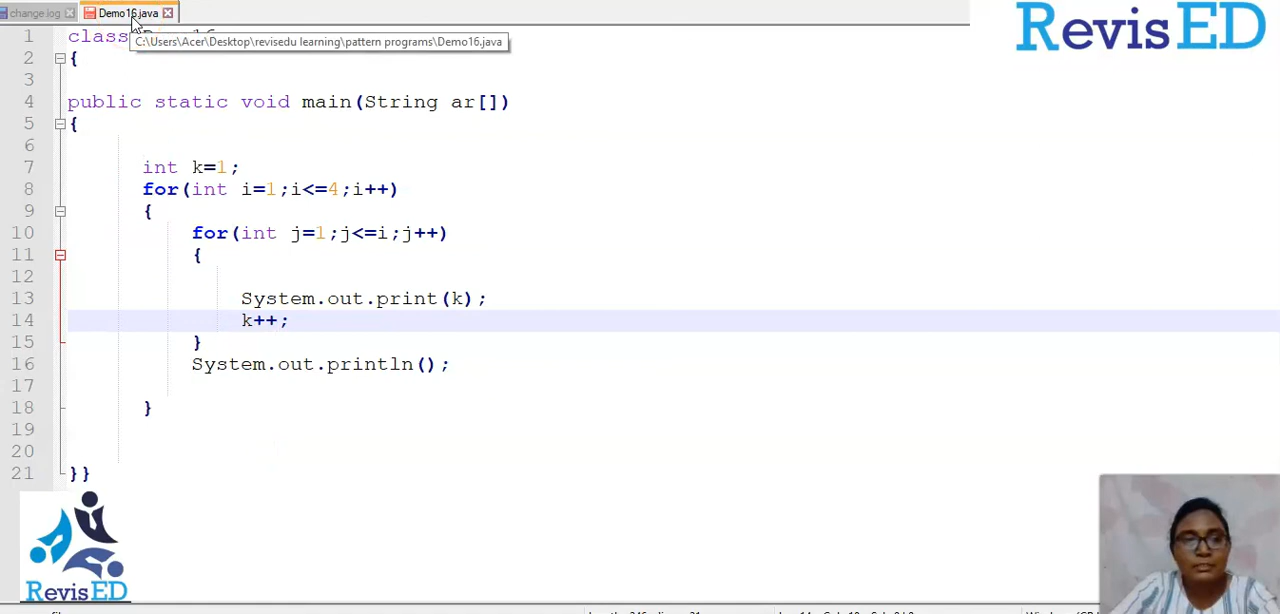 change.log
Demo16.java
RevisED
1 class Demo16
C:\Users\Acer\Desktop\revisedu learning\pattern programs\Demo16.java
2 {
3
4 public static void main(String ar[])
5 {
6
7 int k=1;
8 for(int i=1;i<=4;i++)
9 {
10 for(int j=1;j<=i;j++)
11 {
12
13 System.out.print(k);
14 k++;
15 }
16 System.out.println();
17
18 }
19
20
21 }}
RevisED